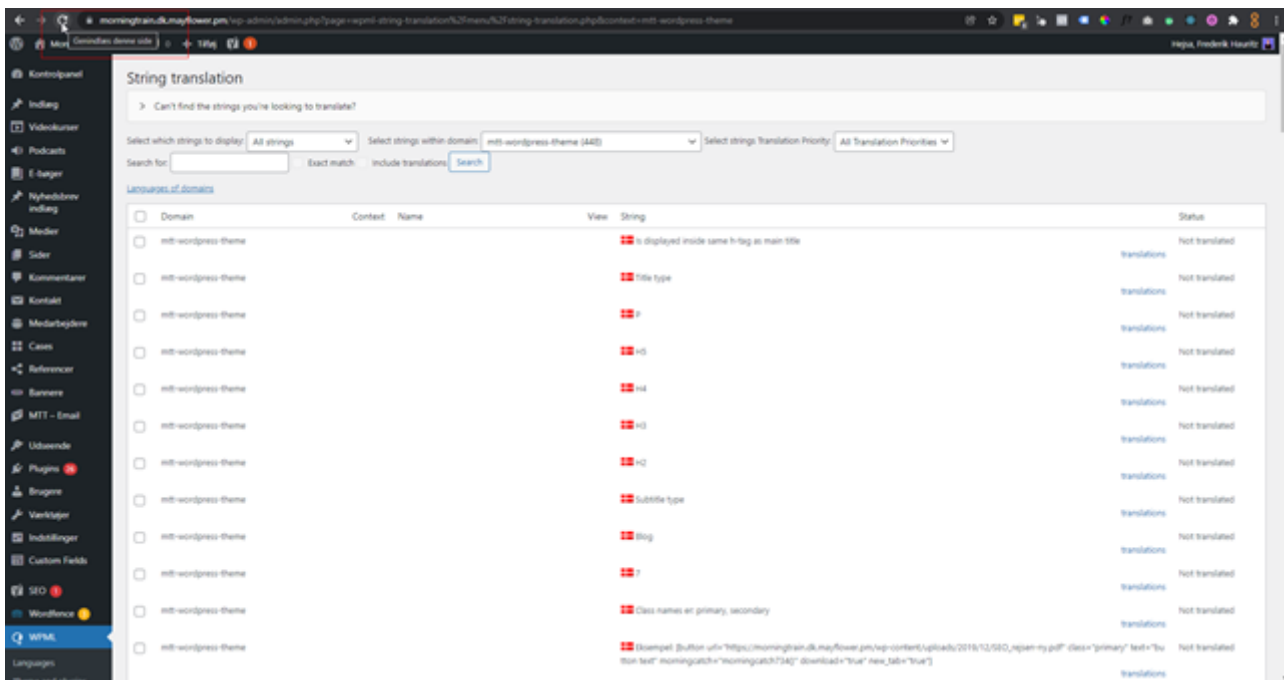 morningtrain.dk.mayflower.pm/wp-admin/admin.php?page=wpml-string-translation%2Fmenu%2Fstring-translation.php&context=mtt-wordpress-theme
Genindlæs denne side
0 + Tilføj 1
Hejsa, Frederik Hauritz
Kontrolpanel
Indlæg
Videokurser
Podcasts
E-bøger
Nyhedsbrev
indlæg
Medier
Sider
Kommentarer
Kontakt
Medarbejdere
Cases
Referencer
Bannere
MTT - Email
Udseende
Plugins 26
Brugere
Værktøjer
Indstillinger
Custom Fields
SEO 1
Wordfence
WPML
Languages
String translation
> Can't find the strings you're looking to translate?
Select which strings to display: All strings Select strings within domain: mtt-wordpress-theme (448) Select strings Translation Priority: All Translation Priorities
Search for: Exact match Include translations Search
Languages of domains
Domain Context Name View String Status
mtt-wordpress-theme Is displayed inside same h-tag as main title Not translated
translations
mtt-wordpress-theme Title type Not translated
translations
mtt-wordpress-theme P Not translated
translations
mtt-wordpress-theme H5 Not translated
translations
mtt-wordpress-theme H4 Not translated
translations
mtt-wordpress-theme H3 Not translated
translations
mtt-wordpress-theme H2 Not translated
translations
mtt-wordpress-theme Subtitle type Not translated
translations
mtt-wordpress-theme Blog Not translated
translations
mtt-wordpress-theme ? Not translated
translations
mtt-wordpress-theme Class names er: primary, secondary Not translated
translations
mtt-wordpress-theme Eksempel: [button url="https://morningtrain.dk.mayflower.pm/wp-content/uploads/2019/12/SEO_rejsen-ny.pdf" class="primary" text="bu Not translated
tton text" morningcatch="morningcatch734()" download="true" new_tab="true"]
translations